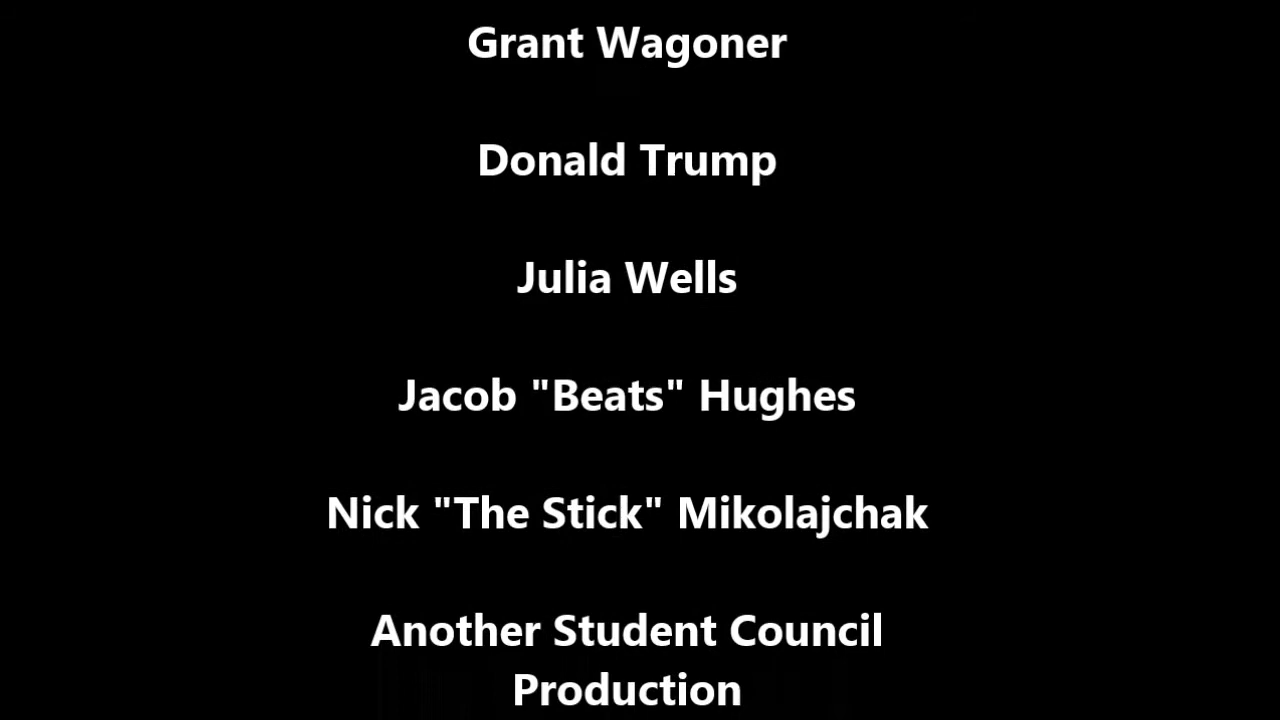 Grant Wagoner
Donald Trump
Julia Wells
Jacob "Beats" Hughes
Nick "The Stick" Mikolajchak
Another Student Council
Production